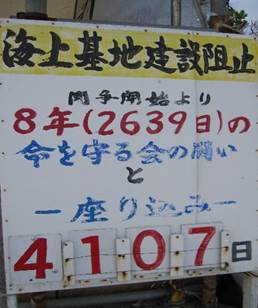 海上基地建設阻止
闘争開始より
8年(2639日)の
命を守る会の闘い
と
一座り込み一
4107日